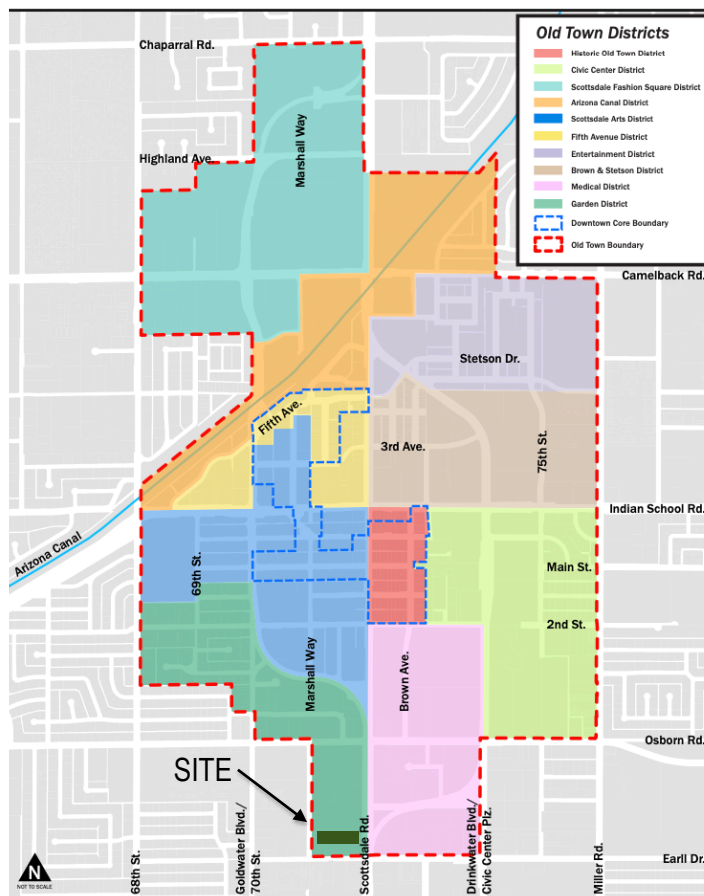 Old Town Districts
Historic Old Town District
Civic Center District
Scottsdale Fashion Square District
Arizona Canal District
Scottsdale Arts District
Fifth Avenue District
Entertainment District
Brown & Stetson District
Medical District
Garden District
Downtown Core Boundary
Old Town Boundary
Chaparral Rd.
Marshall Way
Highland Ave.
Camelback Rd.
Stetson Dr.
Fifth Ave.
3rd Ave.
75th St.
Indian School Rd.
Arizona Canal
69th St.
Main St.
2nd St.
Marshall Way
Brown Ave.
Osborn Rd.
SITE
68th St.
Goldwater Blvd./
70th St.
Scottsdale Rd.
Drinkwater Blvd./
Civic Center Plz.
Miller Rd.
Earll Dr.
N
NOT TO SCALE